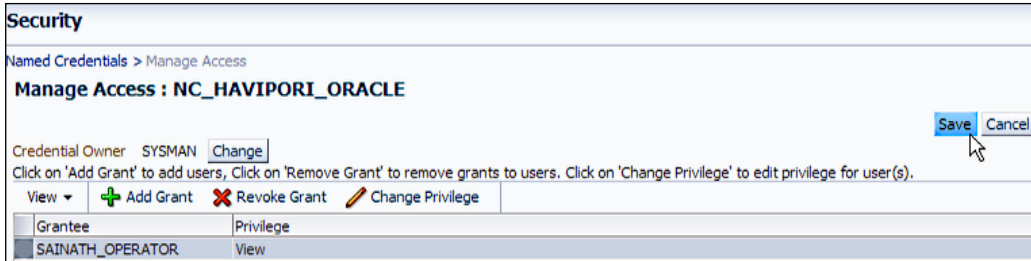 Security
Named Credentials > Manage Access
Manage Access : NC_HAVIPORI_ORACLE
Save Cancel
Credential Owner SYSMAN Change
Click on 'Add Grant' to add users, Click on 'Remove Grant' to remove grants to users. Click on 'Change Privilege' to edit privilege for user(s).
View Add Grant Revoke Grant Change Privilege
Grantee Privilege
SAINATH_OPERATOR View